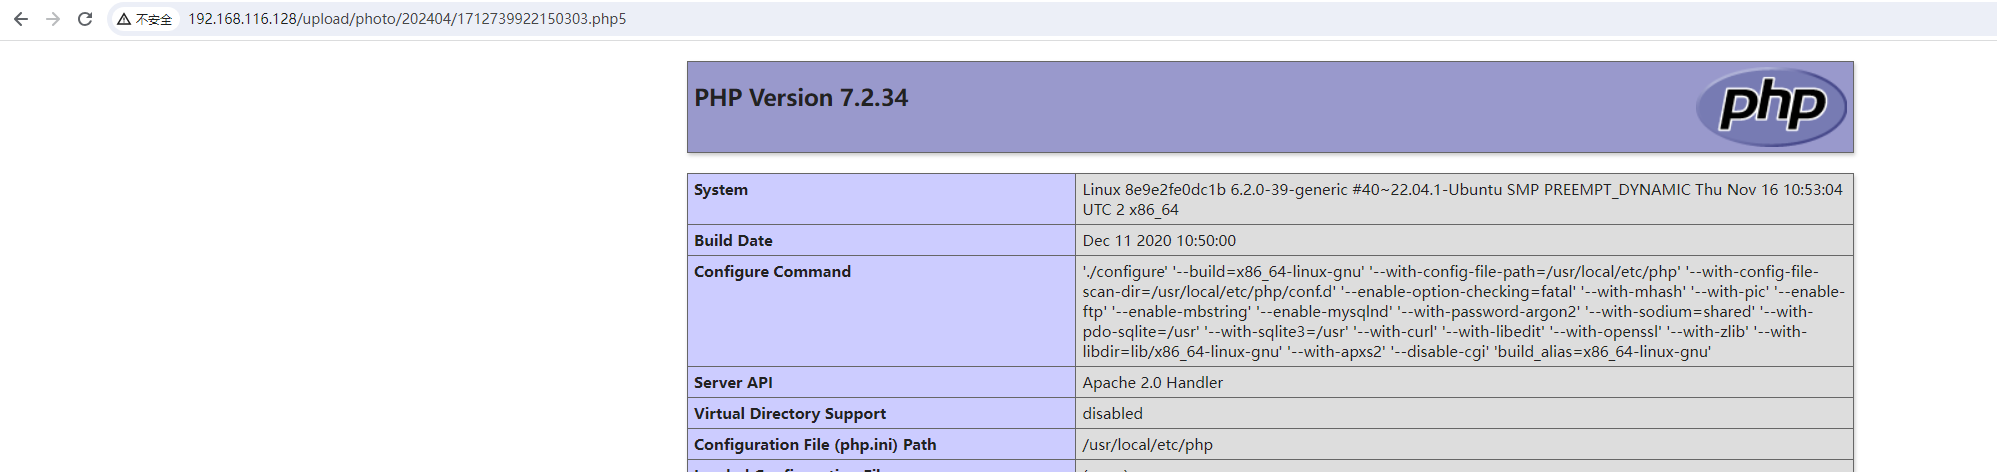 不安全 192.168.116.128/upload/photo/202404/1712739922150303.php5
PHP Version 7.2.34
php
System
Linux 8e9e2fe0dc1b 6.2.0-39-generic #40~22.04.1-Ubuntu SMP PREEMPT_DYNAMIC Thu Nov 16 10:53:04
UTC 2 x86_64
Build Date
Dec 11 2020 10:50:00
Configure Command
'./configure' '--build=x86_64-linux-gnu' '--with-config-file-path=/usr/local/etc/php' '--with-config-file-
scan-dir=/usr/local/etc/php/conf.d' '--enable-option-checking=fatal' '--with-mhash' '--with-pic' '--enable-
ftp' '--enable-mbstring' '--enable-mysqlnd' '--with-password-argon2' '--with-sodium=shared' '--with-
pdo-sqlite=/usr' '--with-sqlite3=/usr' '--with-curl' '--with-libedit' '--with-openssl' '--with-zlib' '--with-
libdir=lib/x86_64-linux-gnu' '--with-apxs2' '--disable-cgi' 'build_alias=x86_64-linux-gnu'
Server API
Apache 2.0 Handler
Virtual Directory Support
disabled
Configuration File (php.ini) Path
/usr/local/etc/php